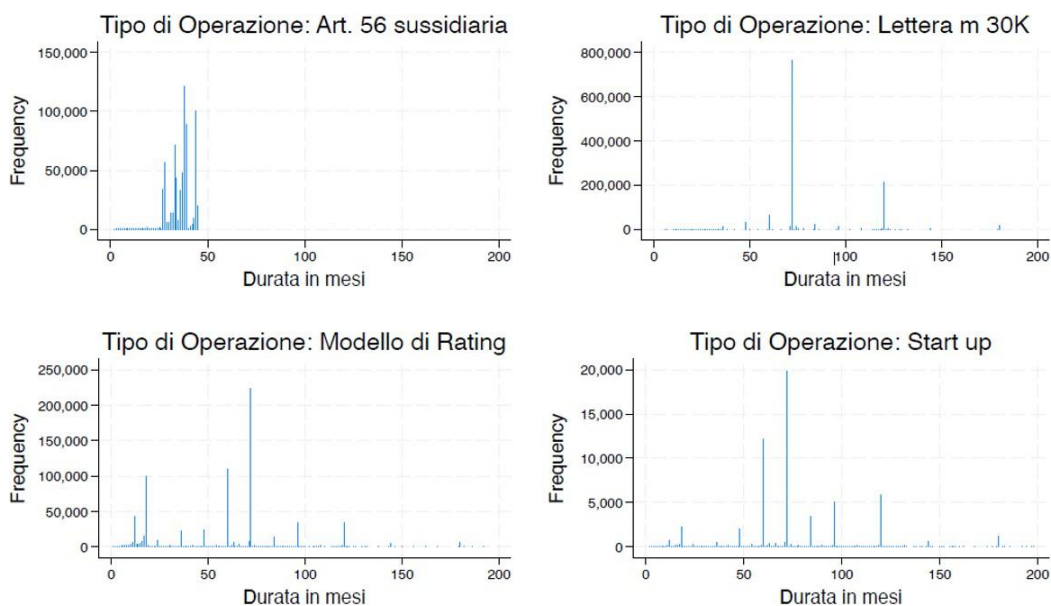 Tipo di Operazione: Art. 56 sussidiaria
150,000
100,000
50,000
0
Frequency
0 50 100 150 200
Durata in mesi
Tipo di Operazione: Lettera m 30K
800,000
600,000
400,000
200,000
0
Frequency
0 50 100 150 200
Durata in mesi
Tipo di Operazione: Modello di Rating
250,000
200,000
150,000
100,000
50,000
0
Frequency
0 50 100 150 200
Durata in mesi
Tipo di Operazione: Start up
20,000
15,000
10,000
5,000
0
Frequency
0 50 100 150 200
Durata in mesi